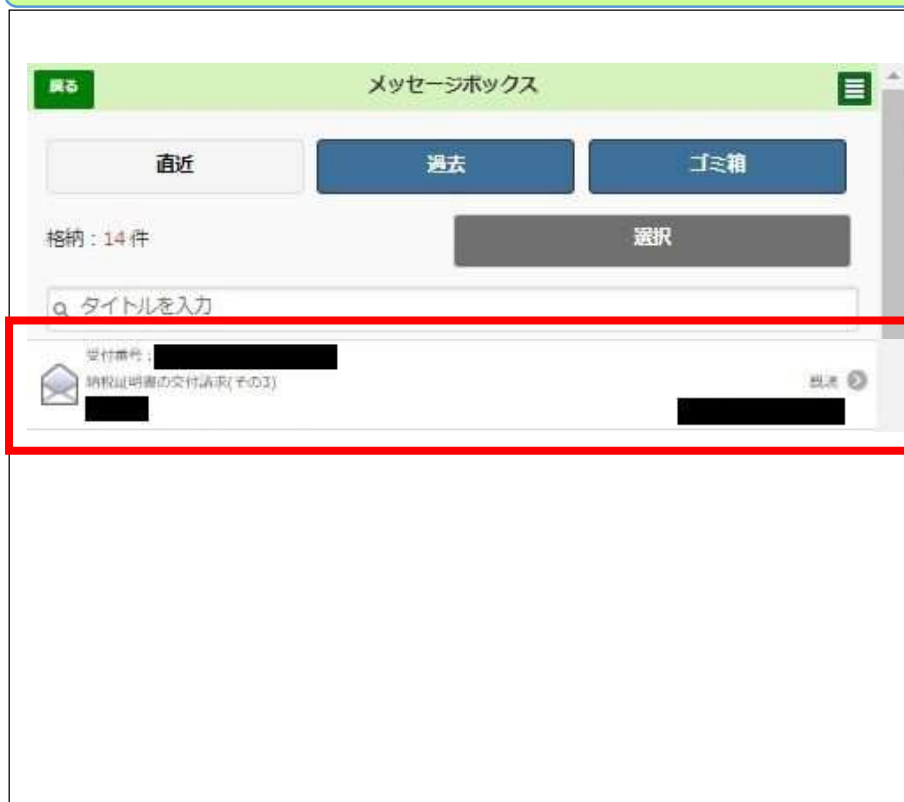 戻る
メッセージボックス
直近
過去
ゴミ箱
格納：14 件
選択
タイトルを入力
受付番号：
納税証明書の交付請求(その3)
既読